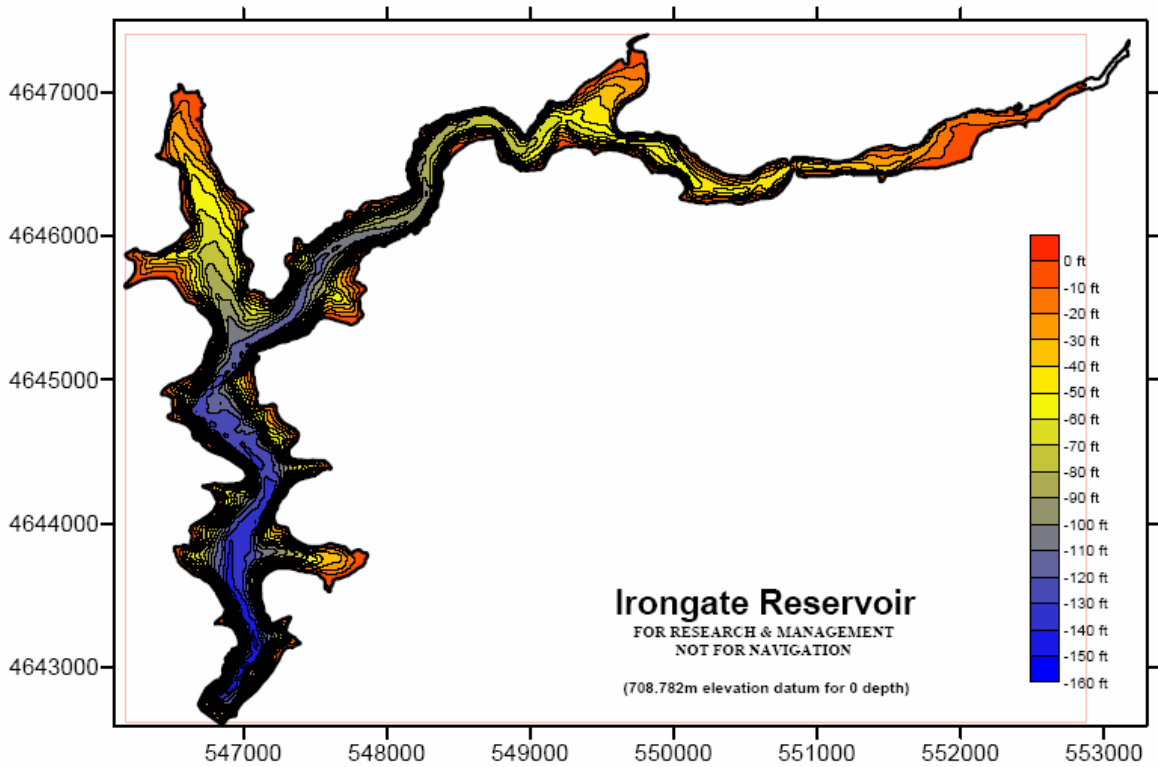 4647000
4646000
4645000
4644000
4643000
547000
548000
549000
550000
551000
552000
553000
0 ft
-10 ft
-20 ft
-30 ft
-40 ft
-50 ft
-60 ft
-70 ft
-80 ft
-90 ft
-100 ft
-110 ft
-120 ft
-130 ft
-140 ft
-150 ft
-160 ft
Irongate Reservoir
FOR RESEARCH & MANAGEMENT
NOT FOR NAVIGATION
(708.782m elevation datum for 0 depth)